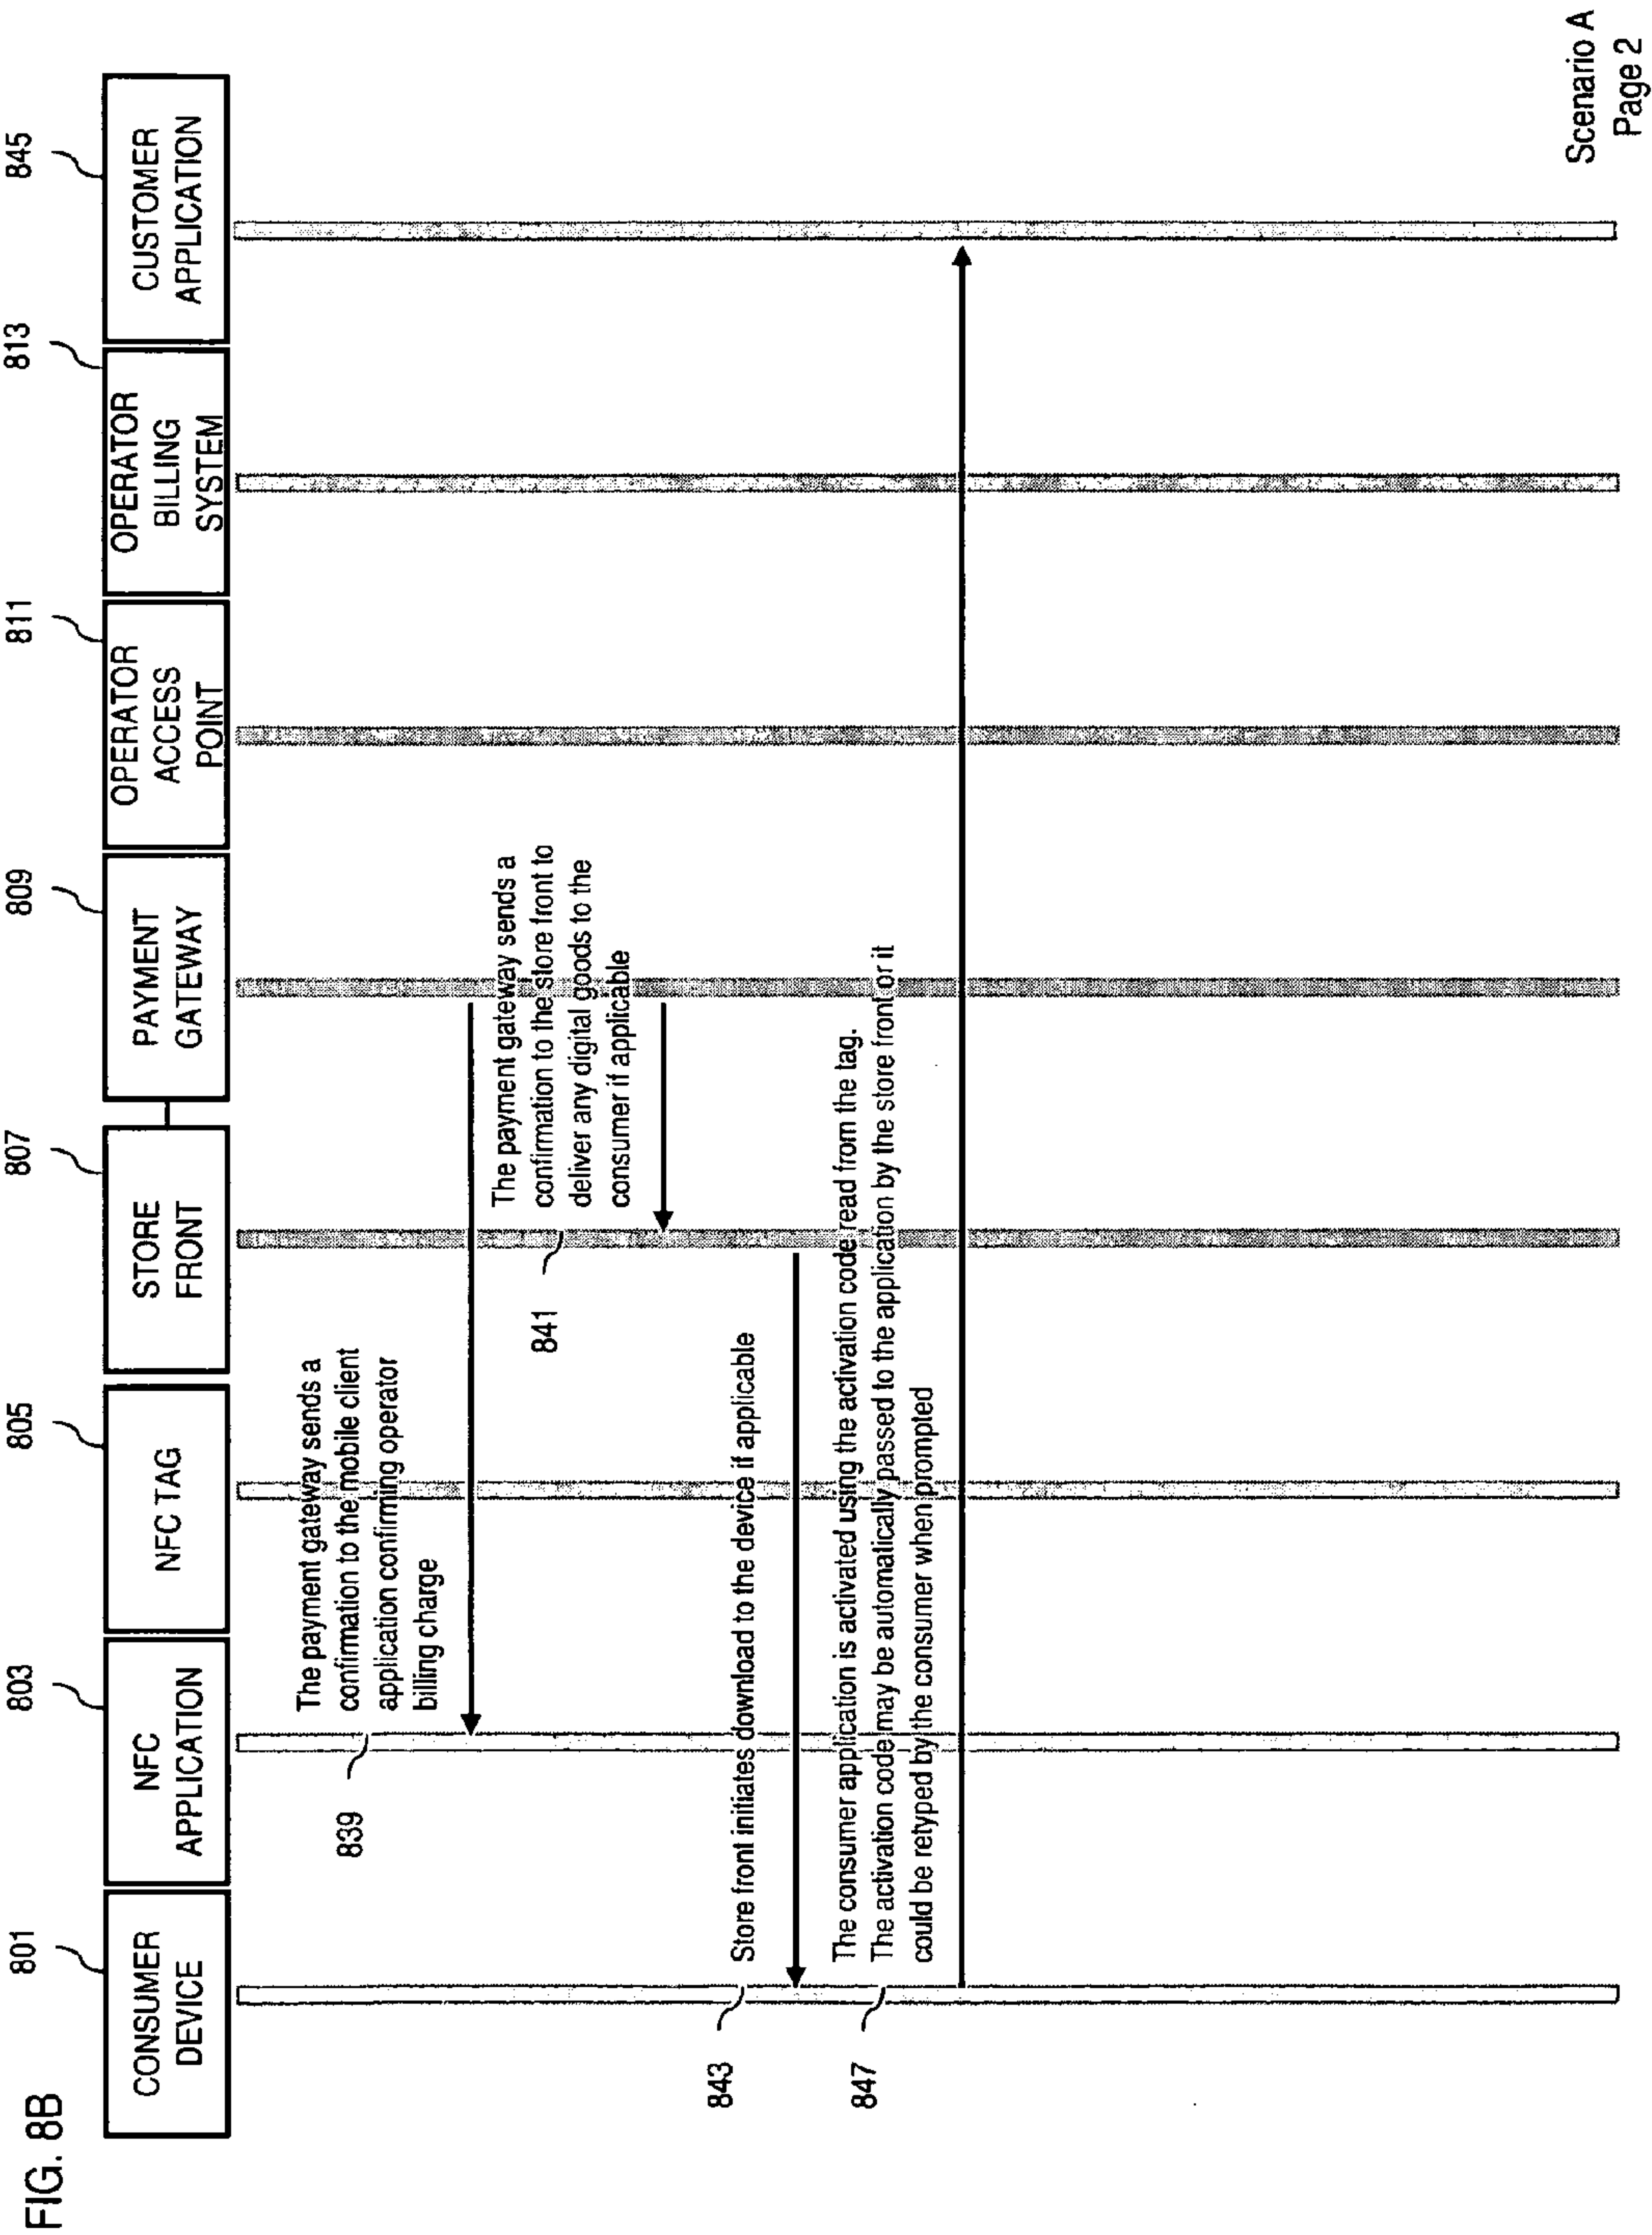 FIG. 8B
801
803
805
807
809
811
813
845
CONSUMER
DEVICE
NFC
APPLICATION
NFC TAG
STORE
FRONT
PAYMENT
GATEWAY
OPERATOR
ACCESS
POINT
OPERATOR
BILLING
SYSTEM
CUSTOMER
APPLICATION
839
The payment gateway sends a
confirmation to the mobile client
application confirming operator
billing charge
841
The payment gateway sends a
confirmation to the store front to
deliver any digital goods to the
consumer if applicable
843
Store front initiates download to the device if applicable
847
The consumer application is activated using the activation code read from the tag.
The activation code may be automatically passed to the application by the store front or it
could be retyped by the consumer when prompted
Scenario A
Page 2